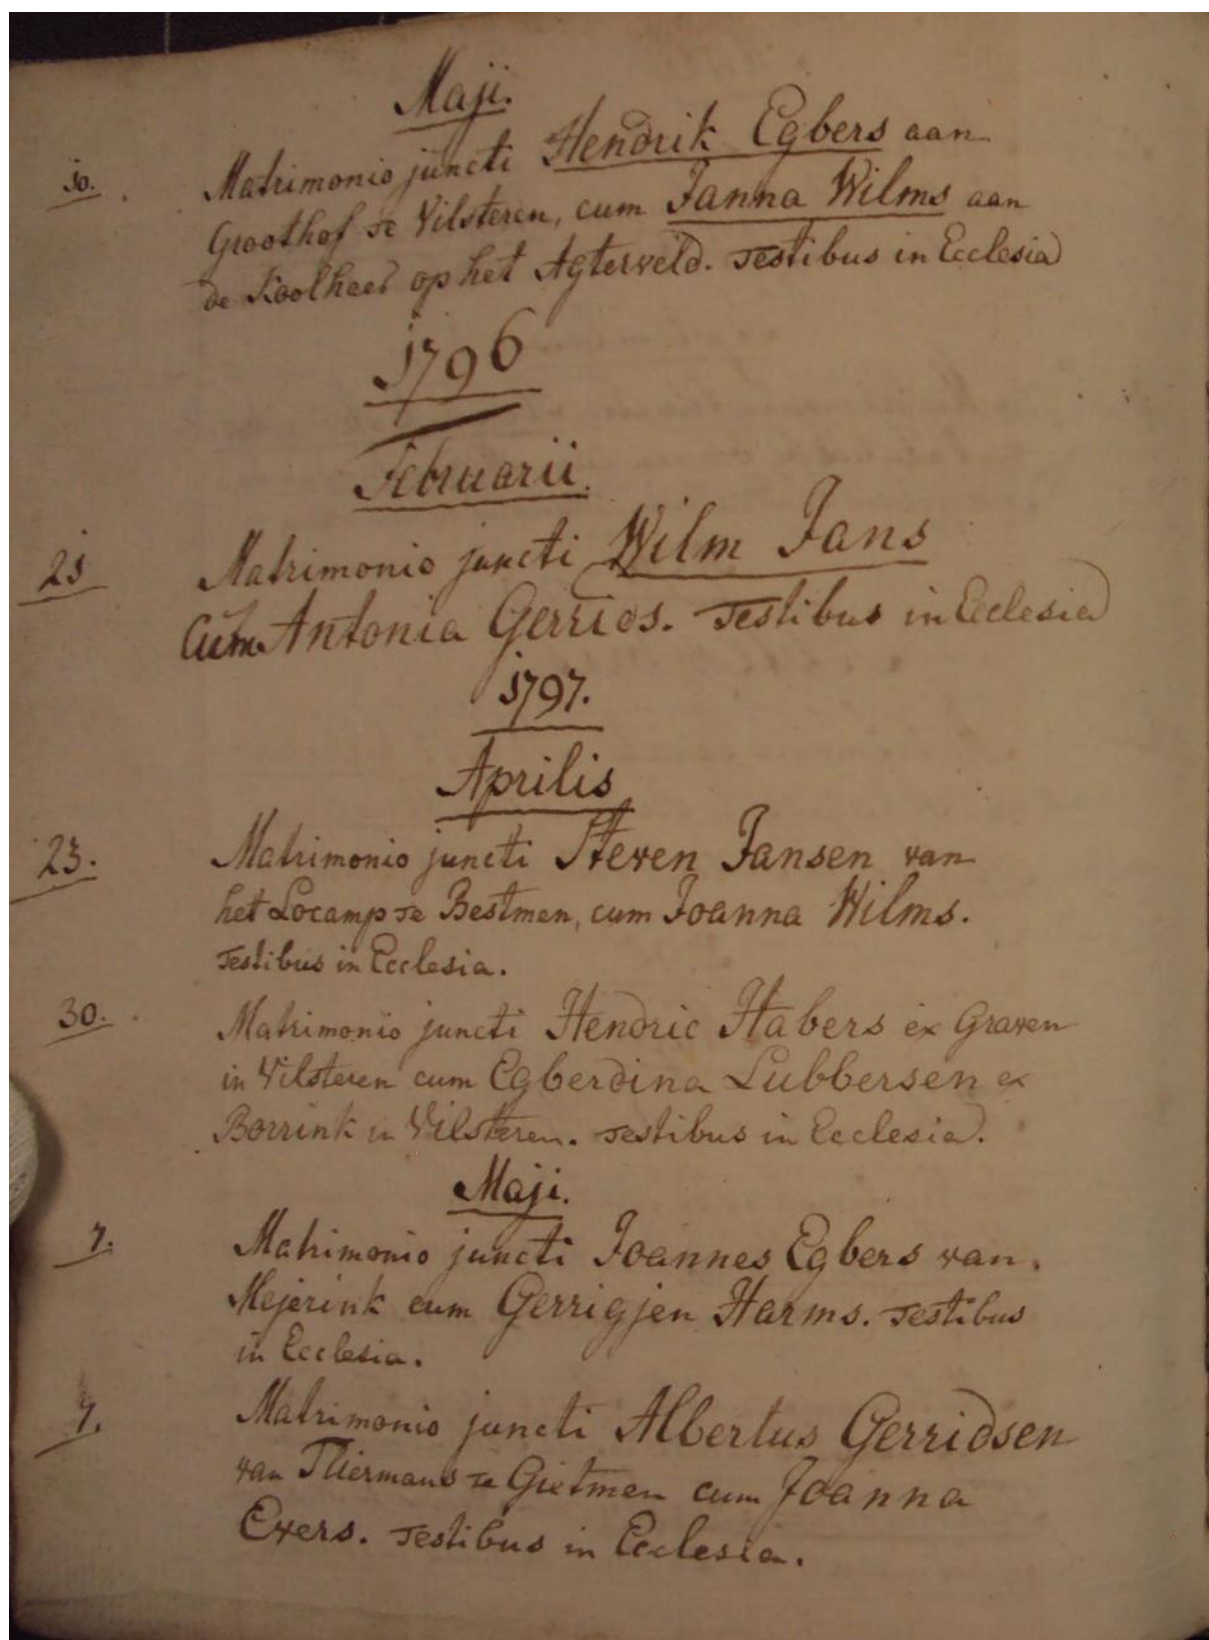 Maji.
30. Matrimonio juncti Hendrik Egbers aan
Groothof te Vilsteren, cum Janna Wilms aan
de Koolhees op het Agterveld. Testibus in Ecclesia
1796
Februarii.
25 Matrimonio juncti Wilm Jans
Cum Antonia Gerrids. Testibus in Ecclesia
1797.
Aprilis
23. Matrimonio juncti Steven Jansen van
het Locamp te Bestmen, cum Joanna Wilms.
Testibus in Ecclesia.
30. Matrimonio juncti Hendric Habers ex Graven
in Vilsteren cum Egberdina Lubbersen ex
Borrink in Vilsteren. Testibus in Ecclesia.
Maji.
7. Matrimonio juncti Joannes Egbers van
Mejerink cum Gerrigjen Harms. Testibus
in Ecclesia.
7. Matrimonio juncti Albertus Gerridsen
van Tliermans te Gietmen cum Joanna
Evers. Testibus in Ecclesia.